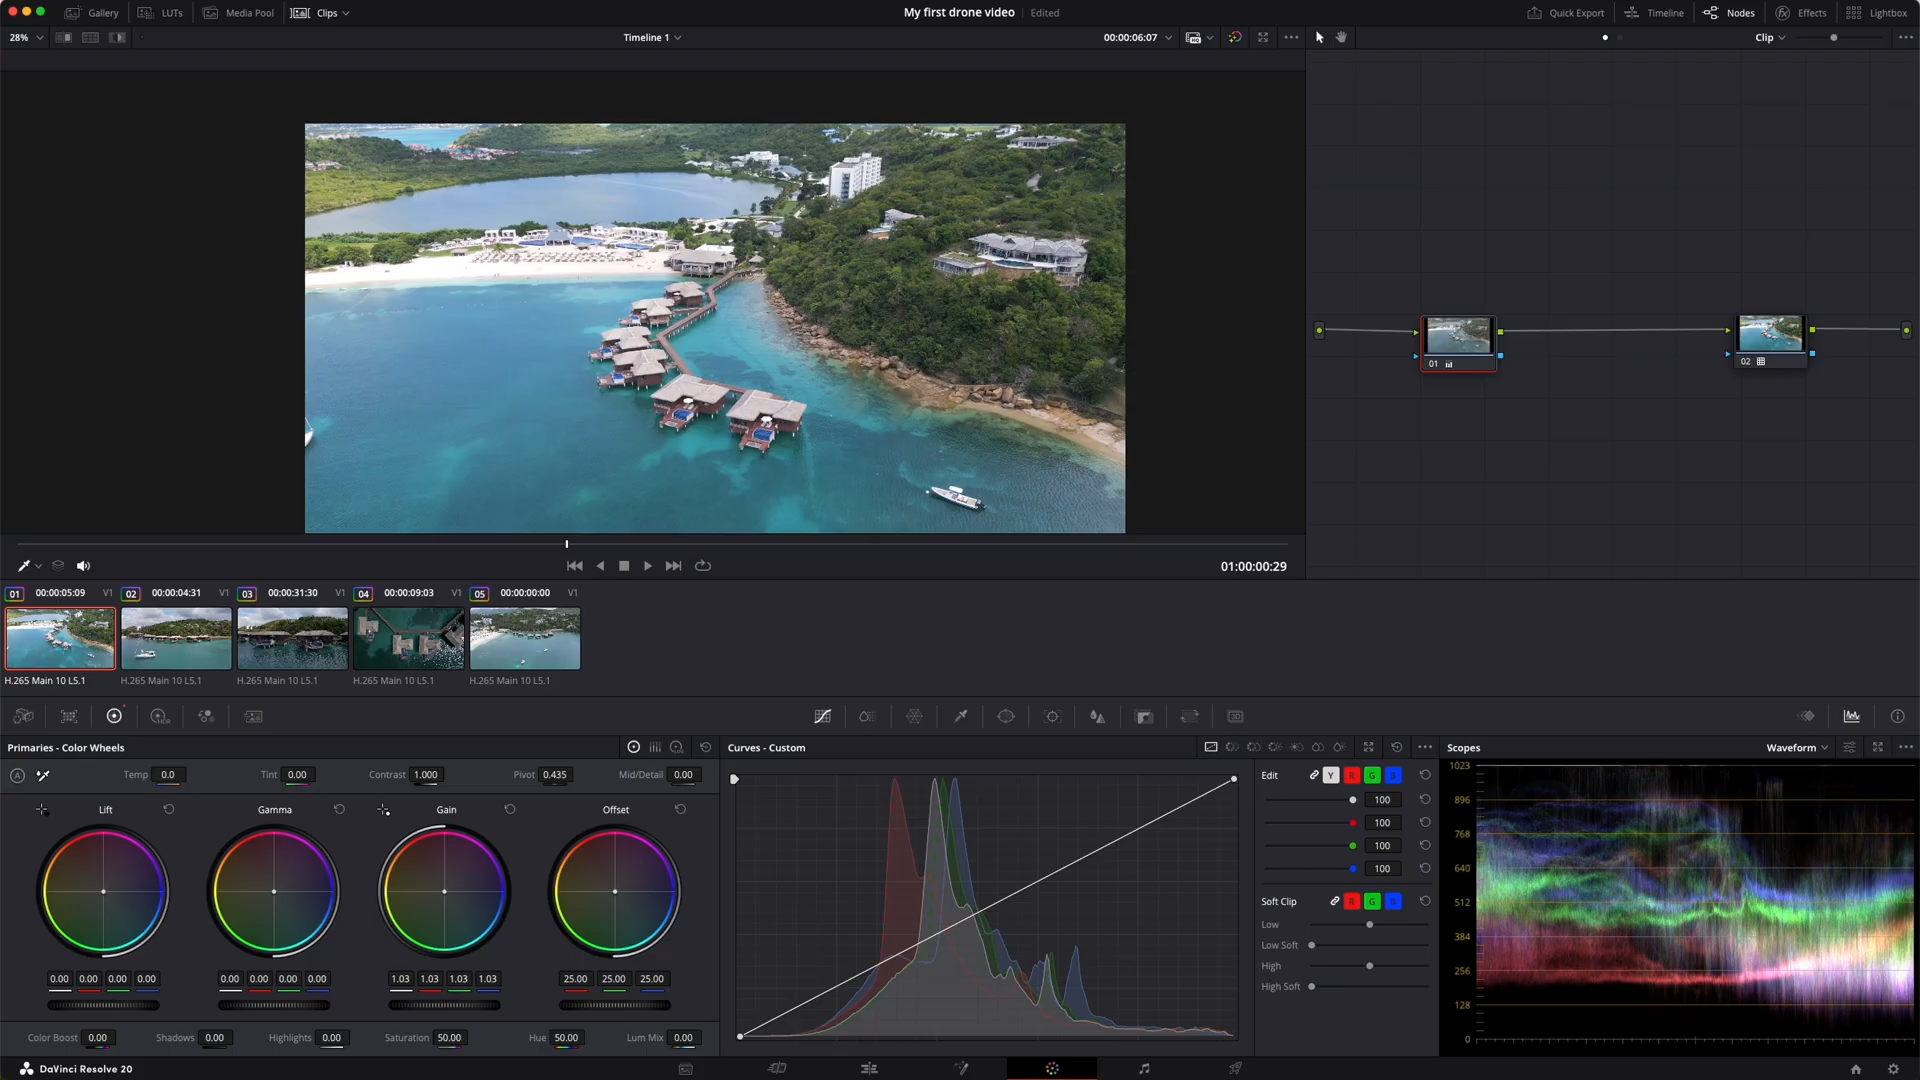 Gallery LUTs Media Pool Clips My first drone video Edited Quick Export Timeline Nodes Effects Lightbox
28% Timeline 1 00:00:06:07 Clip
01
02
01:00:00:29
01 00:00:05:09 V1 02 00:00:04:31 V1 03 00:00:31:30 V1 04 00:00:09:03 V1 05 00:00:00:00 V1
H.265 Main 10 L5.1 H.265 Main 10 L5.1 H.265 Main 10 L5.1 H.265 Main 10 L5.1 H.265 Main 10 L5.1
HDR
3D
Primaries - Color Wheels
A
Temp 0.0 Tint 0.00 Contrast 1.000 Pivot 0.435 Mid/Detail 0.00
Lift Gamma Gain Offset
0.00 0.00 0.00 0.00 0.00 0.00 0.00 0.00 1.03 1.03 1.03 1.03 25.00 25.00 25.00
Color Boost 0.00 Shadows 0.00 Highlights 0.00 Saturation 50.00 Hue 50.00 Lum Mix 0.00
Curves - Custom
Edit Y R G B
100
100
100
100
Soft Clip R G B
Low
Low Soft
High
High Soft
Scopes Waveform
1023
896
768
640
512
384
256
128
0
DaVinci Resolve 20